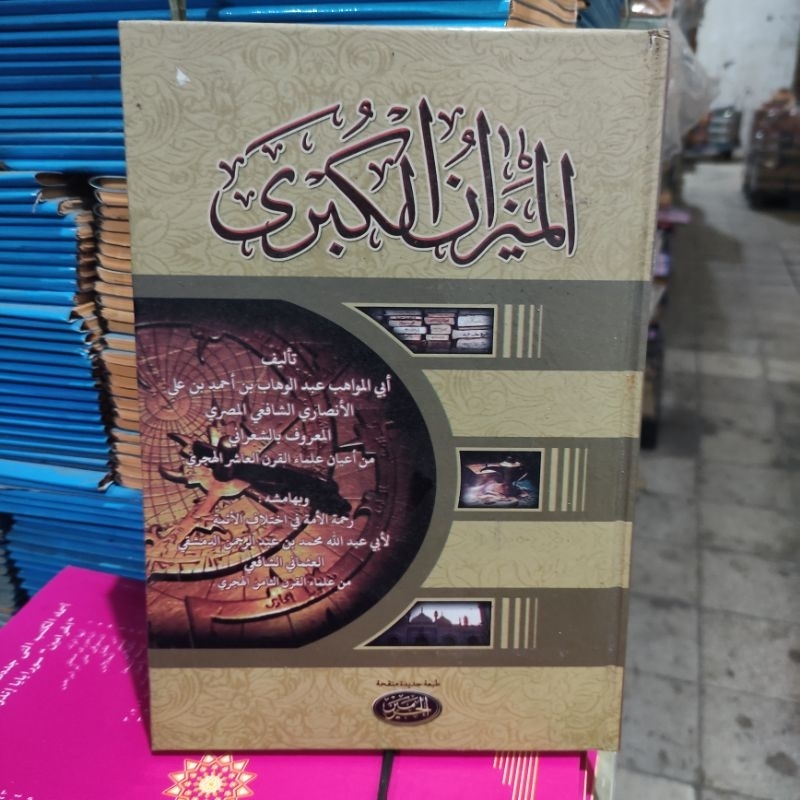 الميزان الكبرى
تأليف
أبي المواهب عبد الوهاب بن أحمد بن علي
الأنصاري الشافعي المصري
المعروف بالشعراني
من أعيان علماء القرن العاشر الهجري
وبهامشه :
رحمة الأمة في اختلاف الأئمة
لأبي عبد الله محمد بن عبد الرحمن الدمشقي
العثماني الشافعي
من علماء القرن الثامن الهجري
طبعة جديدة منقحة
الحرمين